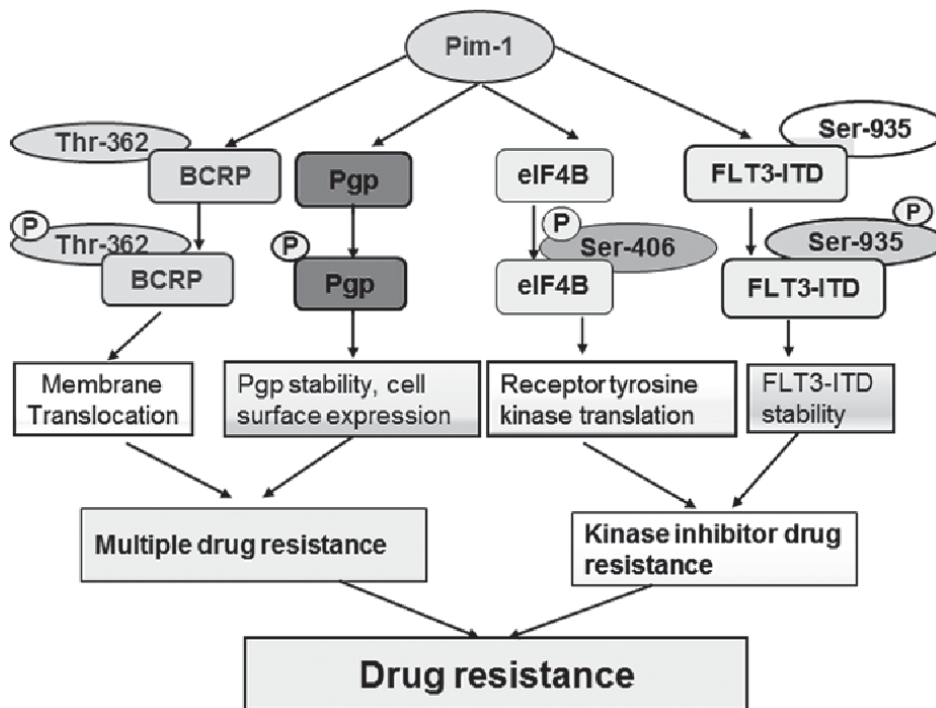 Pim-1
Thr-362
BCRP
Pgp
eIF4B
Ser-935
FLT3-ITD
P
Thr-362
BCRP
P
Pgp
P
Ser-406
eIF4B
P
Ser-935
FLT3-ITD
Membrane
Translocation
Pgp stability, cell
surface expression
Receptor tyrosine
kinase translation
FLT3-ITD
stability
Multiple drug resistance
Kinase inhibitor drug
resistance
Drug resistance